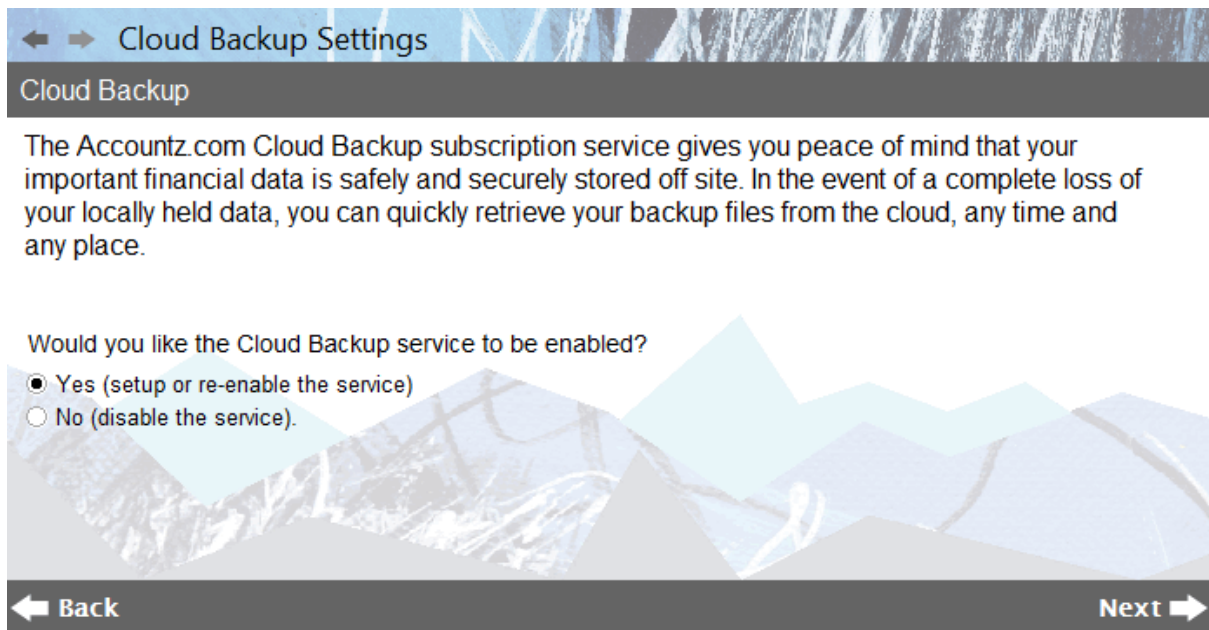 Cloud Backup Settings
Cloud Backup
The Accountz.com Cloud Backup subscription service gives you peace of mind that your
important financial data is safely and securely stored off site. In the event of a complete loss of
your locally held data, you can quickly retrieve your backup files from the cloud, any time and
any place.
Would you like the Cloud Backup service to be enabled?
Yes (setup or re-enable the service)
No (disable the service).
Back
Next